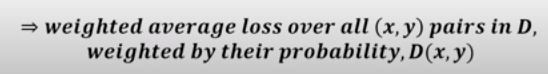 ⇒ weighted average loss over all (x, y) pairs in D,
weighted by their probability, D(x, y)